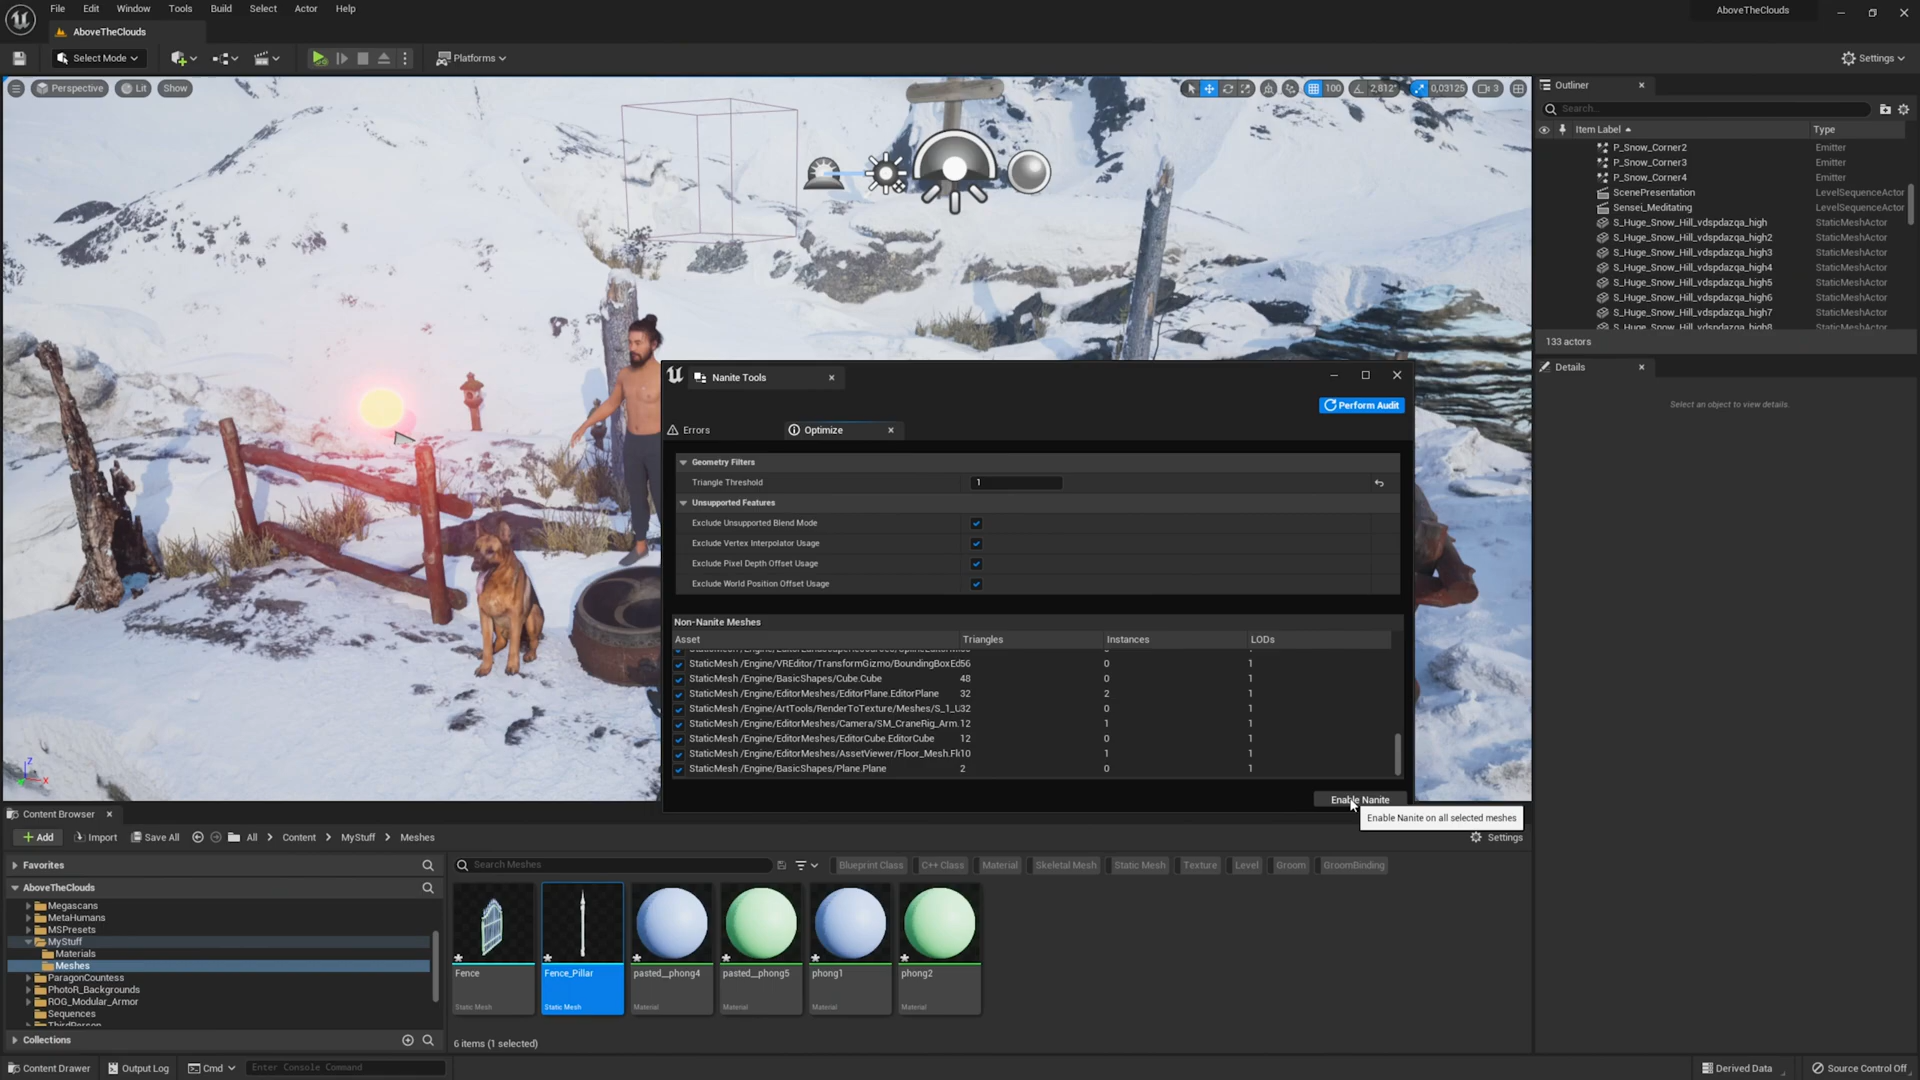 File Edit Window Tools Build Select Actor Help
AboveTheClouds
AboveTheClouds
Select Mode
Platforms
Settings
Perspective
Lit
Show
100
2,812°
0,03125
3
Outliner
Search...
Item Label
Type
P_Snow_Corner2 Emitter
P_Snow_Corner3 Emitter
P_Snow_Corner4 Emitter
ScenePresentation LevelSequenceActor
Sensei_Meditating LevelSequenceActor
S_Huge_Snow_Hill_vdspdazqa_high StaticMeshActor
S_Huge_Snow_Hill_vdspdazqa_high2 StaticMeshActor
S_Huge_Snow_Hill_vdspdazqa_high3 StaticMeshActor
S_Huge_Snow_Hill_vdspdazqa_high4 StaticMeshActor
S_Huge_Snow_Hill_vdspdazqa_high5 StaticMeshActor
S_Huge_Snow_Hill_vdspdazqa_high6 StaticMeshActor
S_Huge_Snow_Hill_vdspdazqa_high7 StaticMeshActor
S_Huge_Snow_Hill_vdspdazqa_high8 StaticMeshActor
133 actors
Details
Select an object to view details.
Nanite Tools
Perform Audit
Errors
Optimize
Geometry Filters
Triangle Threshold 1
Unsupported Features
Exclude Unsupported Blend Mode
Exclude Vertex Interpolator Usage
Exclude Pixel Depth Offset Usage
Exclude World Position Offset Usage
Non-Nanite Meshes
Asset Triangles Instances LODs
StaticMesh /Engine/VREditor/TransformGizmo/BoundingBoxEd 56 0 1
StaticMesh /Engine/BasicShapes/Cube.Cube 48 0 1
StaticMesh /Engine/EditorMeshes/EditorPlane.EditorPlane 32 2 1
StaticMesh /Engine/ArtTools/RenderToTexture/Meshes/S_1_U 32 0 1
StaticMesh /Engine/EditorMeshes/Camera/SM_CraneRig_Arm. 12 1 1
StaticMesh /Engine/EditorMeshes/EditorCube.EditorCube 12 0 1
StaticMesh /Engine/EditorMeshes/AssetViewer/Floor_Mesh.Fl 10 1 1
StaticMesh /Engine/BasicShapes/Plane.Plane 2 0 1
Enable Nanite
Enable Nanite on all selected meshes
Z
X
Content Browser
Add
Import
Save All
All
Content
MyStuff
Meshes
Settings
Favorites
AboveTheClouds
Megascans
MetaHumans
MSPresets
MyStuff
Materials
Meshes
ParagonCountess
PhotoR_Backgrounds
ROG_Modular_Armor
Sequences
ThirdPerson
Collections
Search Meshes
Blueprint Class
C++ Class
Material
Skeletal Mesh
Static Mesh
Texture
Level
Groom
GroomBinding
Fence
Static Mesh
Fence_Pillar
Static Mesh
pasted__phong4
Material
pasted__phong5
Material
phong1
Material
phong2
Material
6 items (1 selected)
Content Drawer
Output Log
Cmd
Enter Console Command
Derived Data
Source Control Off